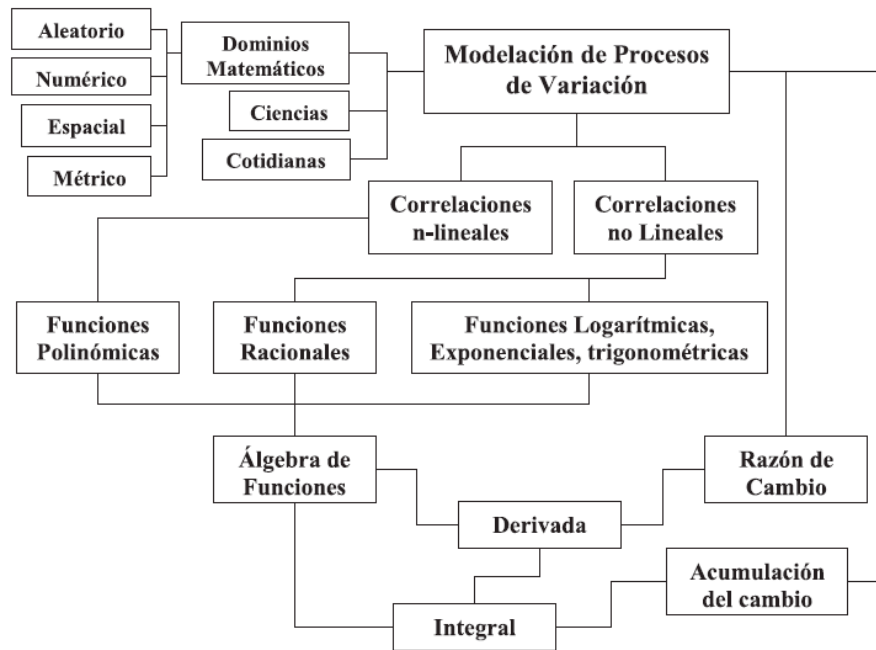 Aleatorio
Numérico
Espacial
Métrico
Dominios
Matemáticos
Ciencias
Cotidianas
Modelación de Procesos
de Variación
Correlaciones
n-lineales
Correlaciones
no Lineales
Funciones
Polinómicas
Funciones
Racionales
Funciones Logarítmicas,
Exponenciales, trigonométricas
Álgebra de
Funciones
Razón de
Cambio
Derivada
Acumulación
del cambio
Integral